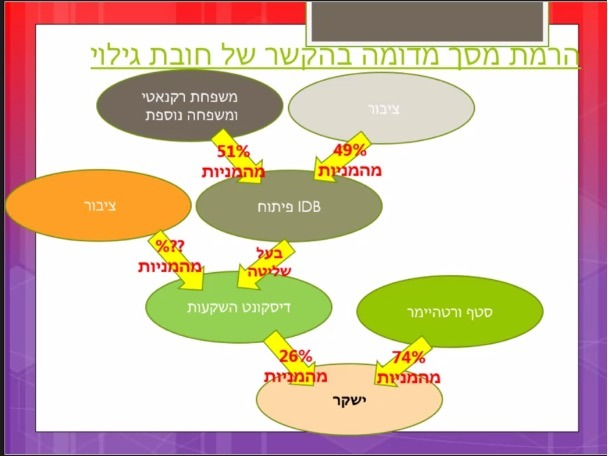 הרמת מסך מדומה בהקשר של חובת גילוי
משפחת רקנאטי
ומשפחה נוספת
ציבור
51%
מהמניות
49%
מהמניות
ציבור
IDB פיתוח
??%
מהמניות
בעל
שליטה
דיסקונט השקעות
סטף ורטהיימר
26%
מהמניות
74%
מהמניות
ישקר